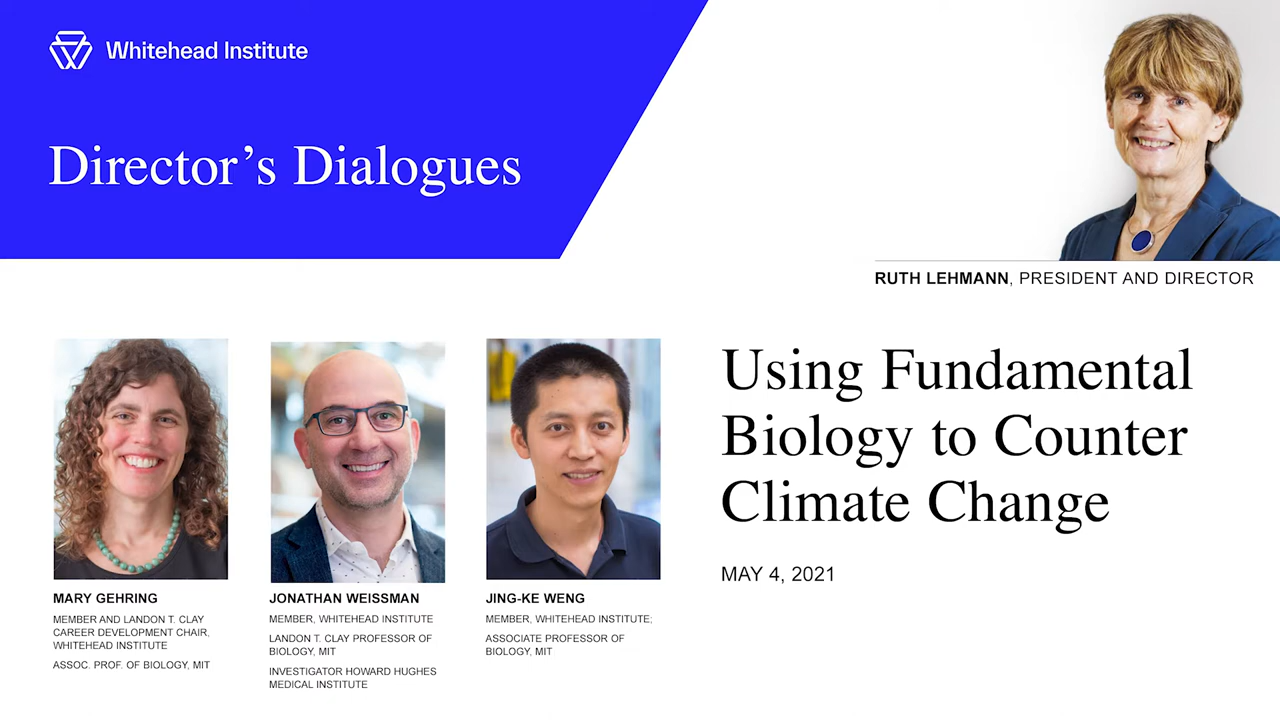 Whitehead Institute
Director's Dialogues
RUTH LEHMANN, PRESIDENT AND DIRECTOR
Using Fundamental
Biology to Counter
Climate Change
MAY 4, 2021
MARY GEHRING
MEMBER AND LANDON T. CLAY
CAREER DEVELOPMENT CHAIR,
WHITEHEAD INSTITUTE
ASSOC. PROF. OF BIOLOGY, MIT
JONATHAN WEISSMAN
MEMBER, WHITEHEAD INSTITUTE
LANDON T. CLAY PROFESSOR OF
BIOLOGY, MIT
INVESTIGATOR HOWARD HUGHES
MEDICAL INSTITUTE
JING-KE WENG
MEMBER, WHITEHEAD INSTITUTE;
ASSOCIATE PROFESSOR OF
BIOLOGY, MIT